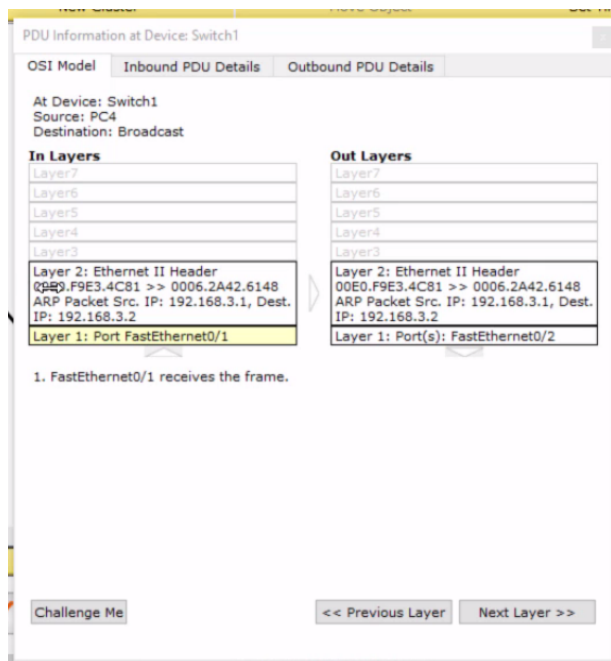 New Cluster Move Object
PDU Information at Device: Switch1
OSI Model Inbound PDU Details Outbound PDU Details
At Device: Switch1
Source: PC4
Destination: Broadcast
In Layers
Layer7
Layer6
Layer5
Layer4
Layer3
Layer 2: Ethernet II Header
.F9E3.4C81 >> 0006.2A42.6148
ARP Packet Src. IP: 192.168.3.1, Dest.
IP: 192.168.3.2
Layer 1: Port FastEthernet0/1
Out Layers
Layer7
Layer6
Layer5
Layer4
Layer3
Layer 2: Ethernet II Header
00E0.F9E3.4C81 >> 0006.2A42.6148
ARP Packet Src. IP: 192.168.3.1, Dest.
IP: 192.168.3.2
Layer 1: Port(s): FastEthernet0/2
1. FastEthernet0/1 receives the frame.
Challenge Me << Previous Layer Next Layer >>